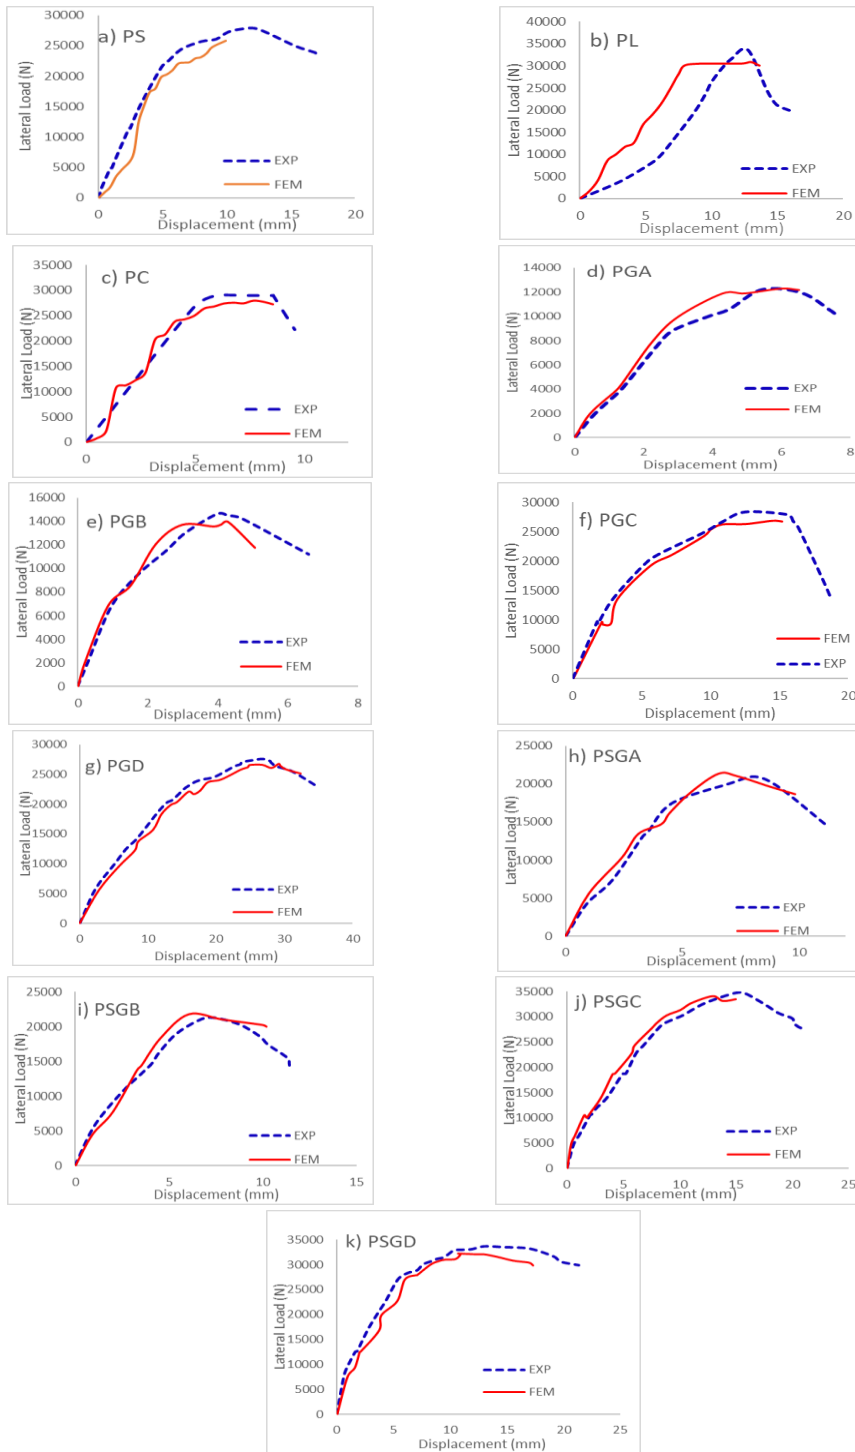 a) PS
Lateral Load (N)
30000
25000
20000
15000
10000
5000
0
EXP
FEM
0 5 10 15 20
Displacement (mm)
b) PL
Lateral Load (N)
40000
35000
30000
25000
20000
15000
10000
5000
0
EXP
FEM
0 5 10 15 20
Displacement (mm)
c) PC
Lateral Load (N)
35000
30000
25000
20000
15000
10000
5000
0
EXP
FEM
0 5 10
Displacement (mm)
d) PGA
Lateral Load (N)
14000
12000
10000
8000
6000
4000
2000
0
EXP
FEM
0 2 4 6 8
Displacement (mm)
e) PGB
Lateral Load (N)
16000
14000
12000
10000
8000
6000
4000
2000
0
EXP
FEM
0 2 4 6 8
Displacement (mm)
f) PGC
Lateral Load (N)
30000
25000
20000
15000
10000
5000
0
FEM
EXP
0 5 10 15 20
Displacement (mm)
g) PGD
Lateral Load (N)
30000
25000
20000
15000
10000
5000
0
EXP
FEM
0 10 20 30 40
Displacement (mm)
h) PSGA
Lateral Load (N)
25000
20000
15000
10000
5000
0
EXP
FEM
0 5 10
Displacement (mm)
i) PSGB
Lateral Load (N)
25000
20000
15000
10000
5000
0
EXP
FEM
0 5 10 15
Displacement (mm)
j) PSGC
Lateral Load (N)
35000
30000
25000
20000
15000
10000
5000
0
EXP
FEM
0 5 10 15 20 25
Displacement (mm)
k) PSGD
Lateral Load (N)
35000
30000
25000
20000
15000
10000
5000
0
EXP
FEM
0 5 10 15 20 25
Displacement (mm)